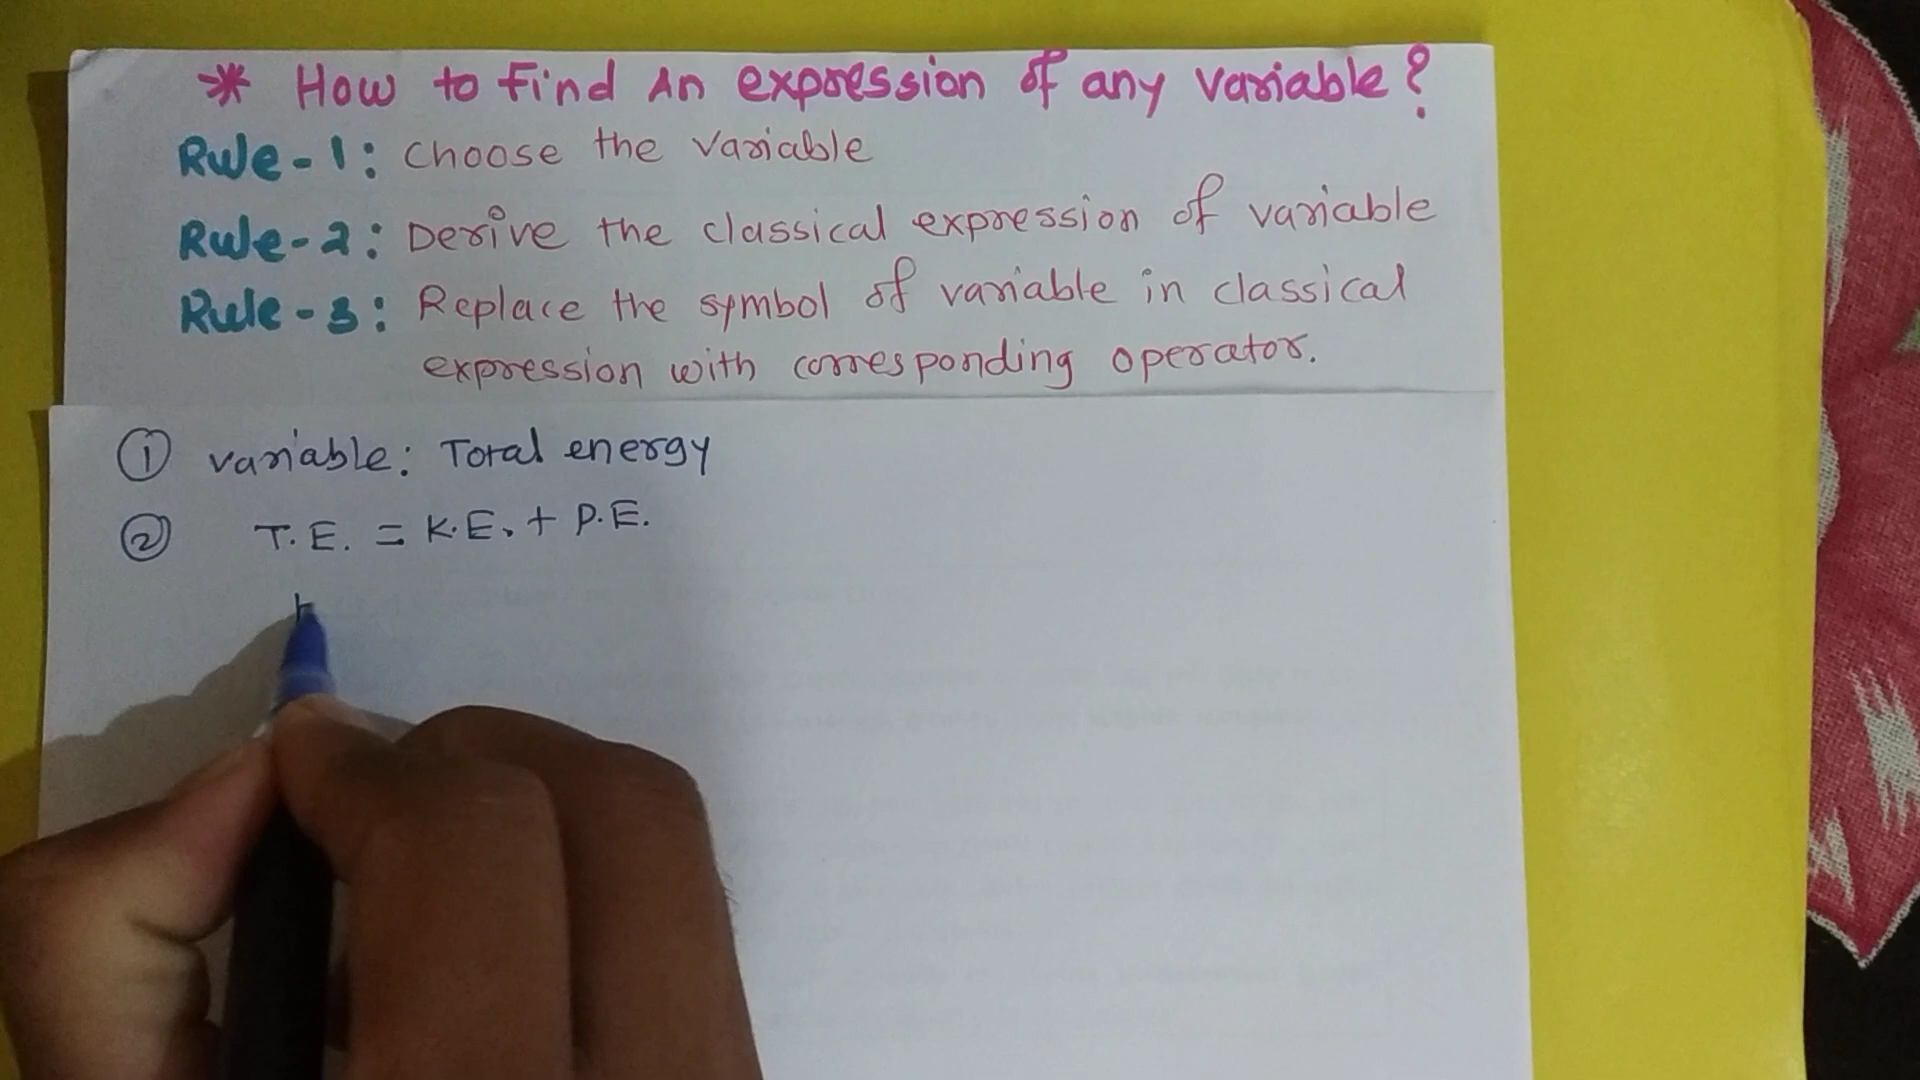 * How to Find An expression of any variable?
Rule-1: choose the variable
Rule-2: Derive the classical expression of variable
Rule-3: Replace the symbol of variable in classical
expression with corresponding operator.
① variable: Total energy
② T.E. = K.E. + P.E.